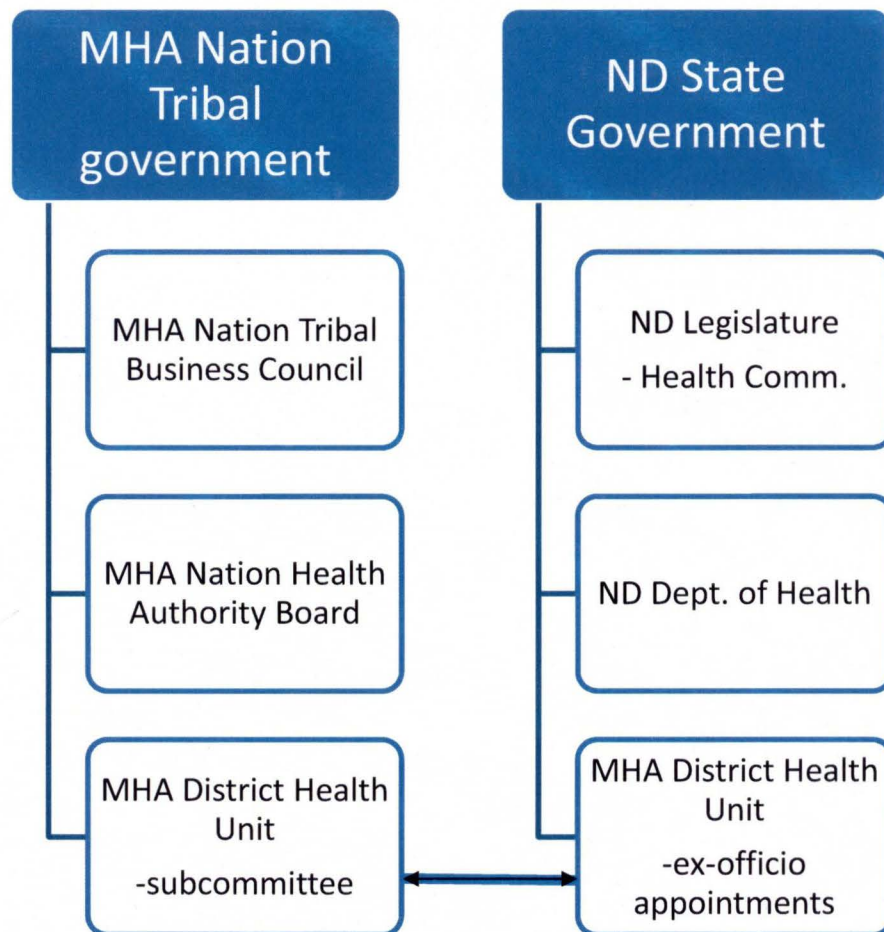 MHA Nation
Tribal
government
MHA Nation Tribal
Business Council
MHA Nation Health
Authority Board
MHA District Health
Unit
-subcommittee
ND State
Government
ND Legislature
- Health Comm.
ND Dept. of Health
MHA District Health
Unit
-ex-officio
appointments